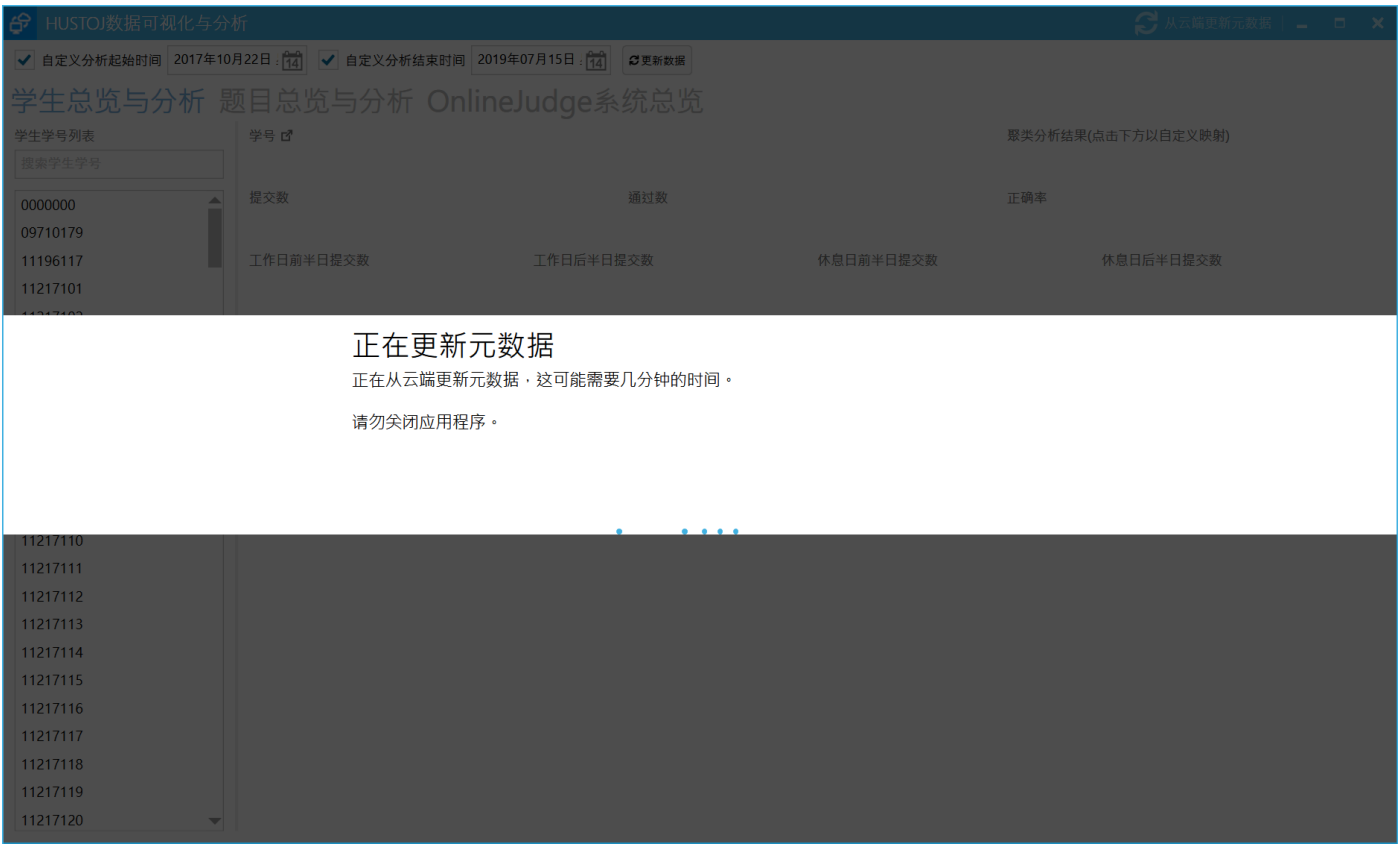 HUSTOJ数据可视化与分析
从云端更新元数据
自定义分析起始时间 2017年10月22日 : 14 自定义分析结束时间 2019年07月15日 : 14 更新数据
学生总览与分析 题目总览与分析 OnlineJudge系统总览
学生学号列表
搜索学生学号
0000000
09710179
11196117
11217101
学号
聚类分析结果(点击下方以自定义映射)
提交数 通过数 正确率
工作日前半日提交数 工作日后半日提交数 休息日前半日提交数 休息日后半日提交数
正在更新元数据
正在从云端更新元数据，这可能需要几分钟的时间。
请勿关闭应用程序。
11217110
11217111
11217112
11217113
11217114
11217115
11217116
11217117
11217118
11217119
11217120